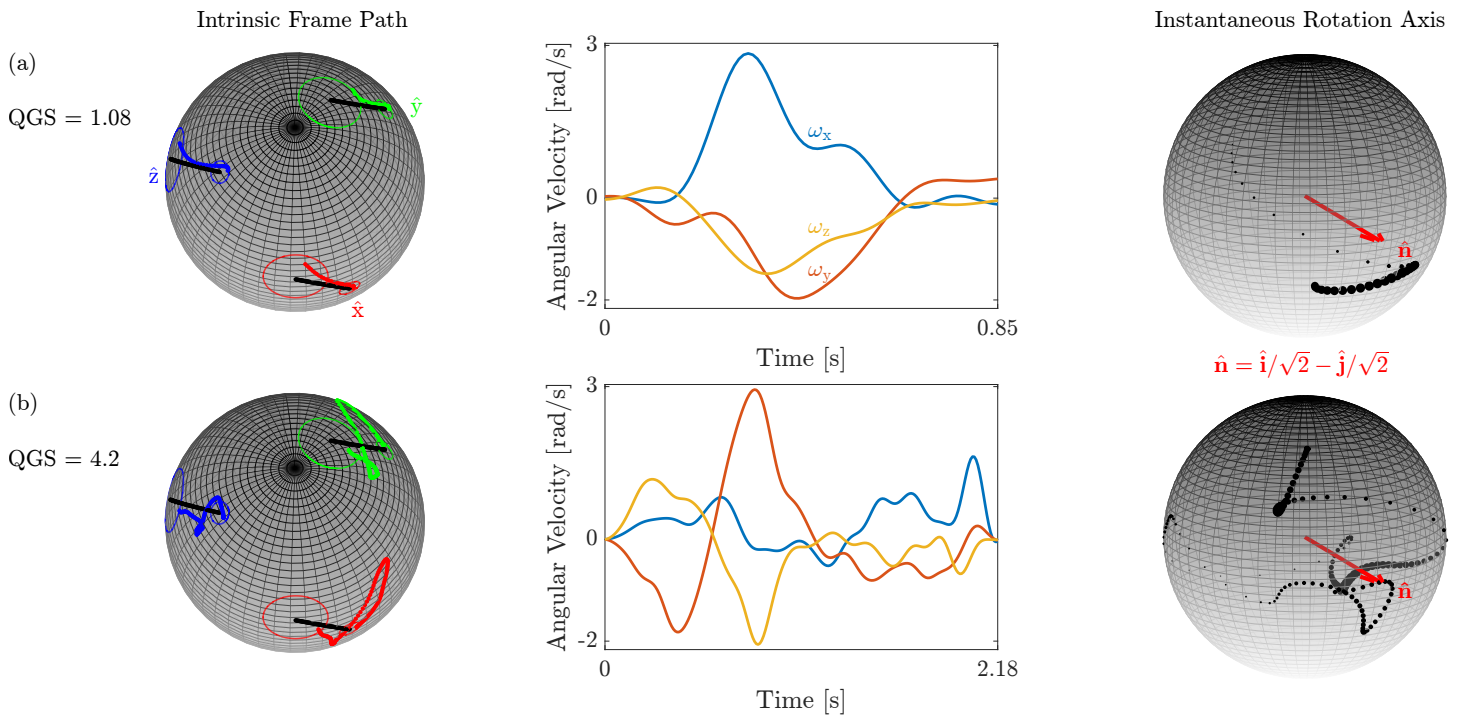 Intrinsic Frame Path
Instantaneous Rotation Axis
(a)
QGS = 1.08
ŷ
ẑ
x̂
Angular Velocity [rad/s]
3
0
-2
ωx
ωz
ωy
0
0.85
Time [s]
n̂
n̂ = î/√2 − ĵ/√2
(b)
QGS = 4.2
Angular Velocity [rad/s]
3
0
-2
0
2.18
Time [s]
n̂